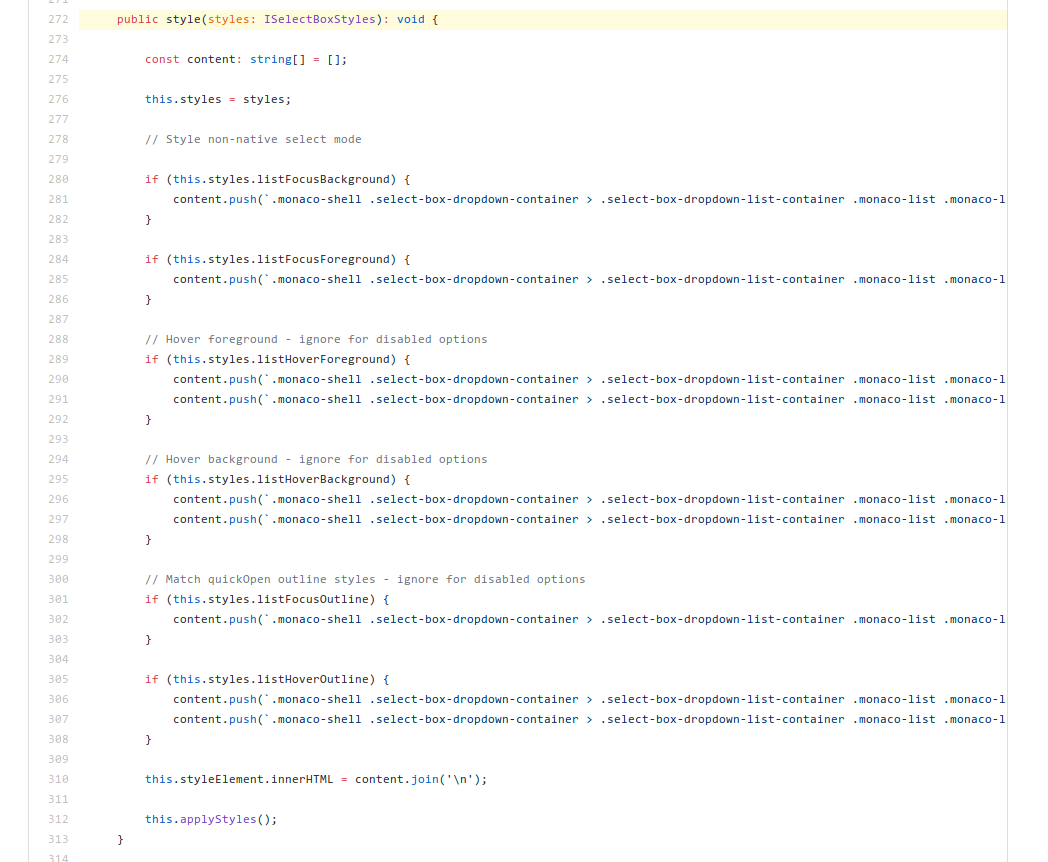 271
272 public style(styles: ISelectBoxStyles): void {
273
274 const content: string[] = [];
275
276 this.styles = styles;
277
278 // Style non-native select mode
279
280 if (this.styles.listFocusBackground) {
281 content.push(`.monaco-shell .select-box-dropdown-container > .select-box-dropdown-list-container .monaco-list .monaco-l
282 }
283
284 if (this.styles.listFocusForeground) {
285 content.push(`.monaco-shell .select-box-dropdown-container > .select-box-dropdown-list-container .monaco-list .monaco-l
286 }
287
288 // Hover foreground - ignore for disabled options
289 if (this.styles.listHoverForeground) {
290 content.push(`.monaco-shell .select-box-dropdown-container > .select-box-dropdown-list-container .monaco-list .monaco-l
291 content.push(`.monaco-shell .select-box-dropdown-container > .select-box-dropdown-list-container .monaco-list .monaco-l
292 }
293
294 // Hover background - ignore for disabled options
295 if (this.styles.listHoverBackground) {
296 content.push(`.monaco-shell .select-box-dropdown-container > .select-box-dropdown-list-container .monaco-list .monaco-l
297 content.push(`.monaco-shell .select-box-dropdown-container > .select-box-dropdown-list-container .monaco-list .monaco-l
298 }
299
300 // Match quickOpen outline styles - ignore for disabled options
301 if (this.styles.listFocusOutline) {
302 content.push(`.monaco-shell .select-box-dropdown-container > .select-box-dropdown-list-container .monaco-list .monaco-l
303 }
304
305 if (this.styles.listHoverOutline) {
306 content.push(`.monaco-shell .select-box-dropdown-container > .select-box-dropdown-list-container .monaco-list .monaco-l
307 content.push(`.monaco-shell .select-box-dropdown-container > .select-box-dropdown-list-container .monaco-list .monaco-l
308 }
309
310 this.styleElement.innerHTML = content.join('\n');
311
312 this.applyStyles();
313 }
314